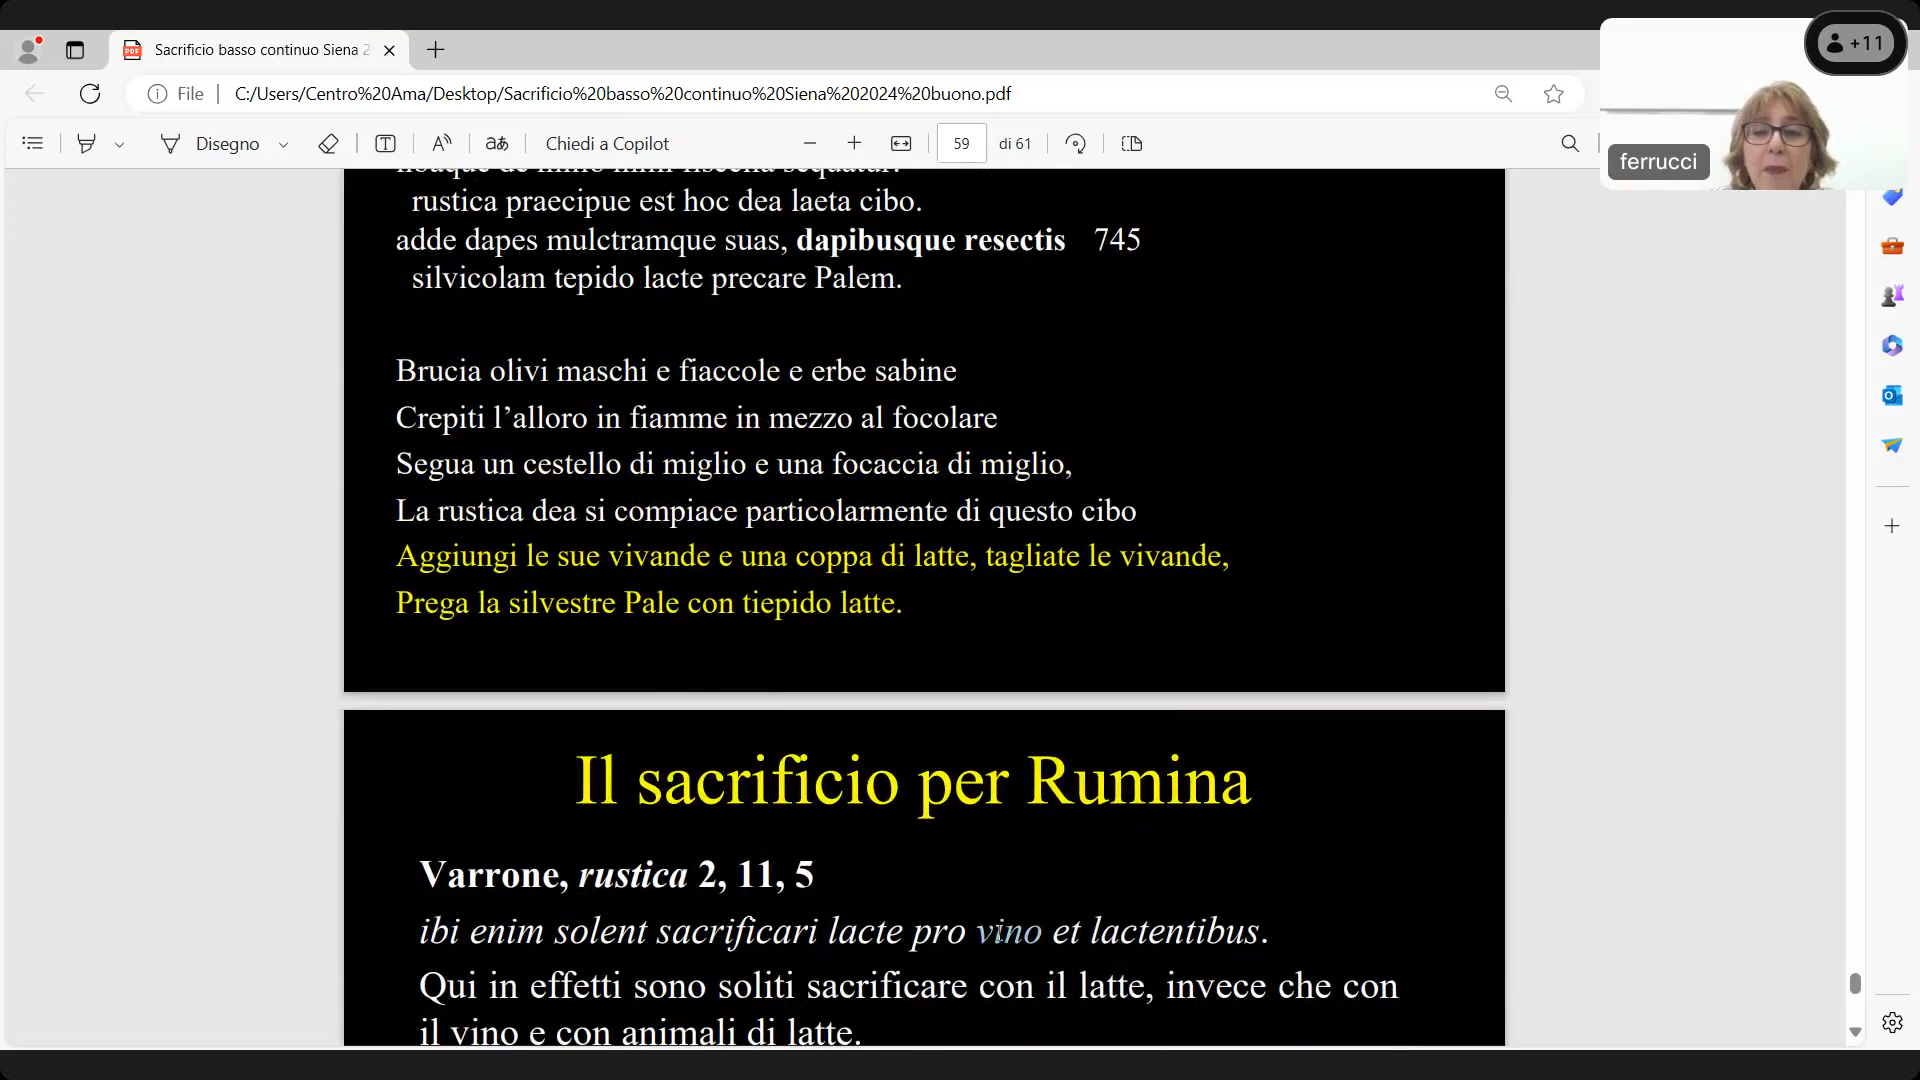 Sacrificio basso continuo Siena 2
+11
File
C:/Users/Centro%20Ama/Desktop/Sacrificio%20basso%20continuo%20Siena%202024%20buono.pdf
Disegno
Chiedi a Copilot
59 di 61
ferrucci
rustica praecipue est hoc dea laeta cibo.
adde dapes mulctramque suas, dapibusque resectis 745
silvicolam tepido lacte precare Palem.
Brucia olivi maschi e fiaccole e erbe sabine
Crepiti l’alloro in fiamme in mezzo al focolare
Segua un cestello di miglio e una focaccia di miglio,
La rustica dea si compiace particolarmente di questo cibo
Aggiungi le sue vivande e una coppa di latte, tagliate le vivande,
Prega la silvestre Pale con tiepido latte.
Il sacrificio per Rumina
Varrone, rustica 2, 11, 5
ibi enim solent sacrificari lacte pro vino et lactentibus.
Qui in effetti sono soliti sacrificare con il latte, invece che con
il vino e con animali di latte.